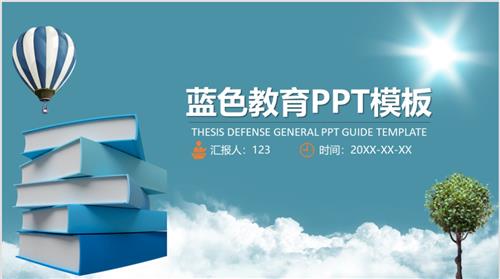 蓝色教育PPT模板
THESIS DEFENSE GENERAL PPT GUIDE TEMPLATE
汇报人：123 时间：20XX-XX-XX